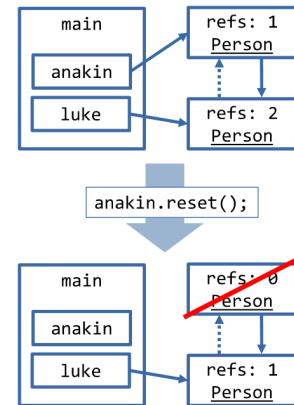 main
refs: 1
Person
anakin
luke
refs: 2
Person
anakin.reset();
main
refs: 0
Person
anakin
luke
refs: 1
Person